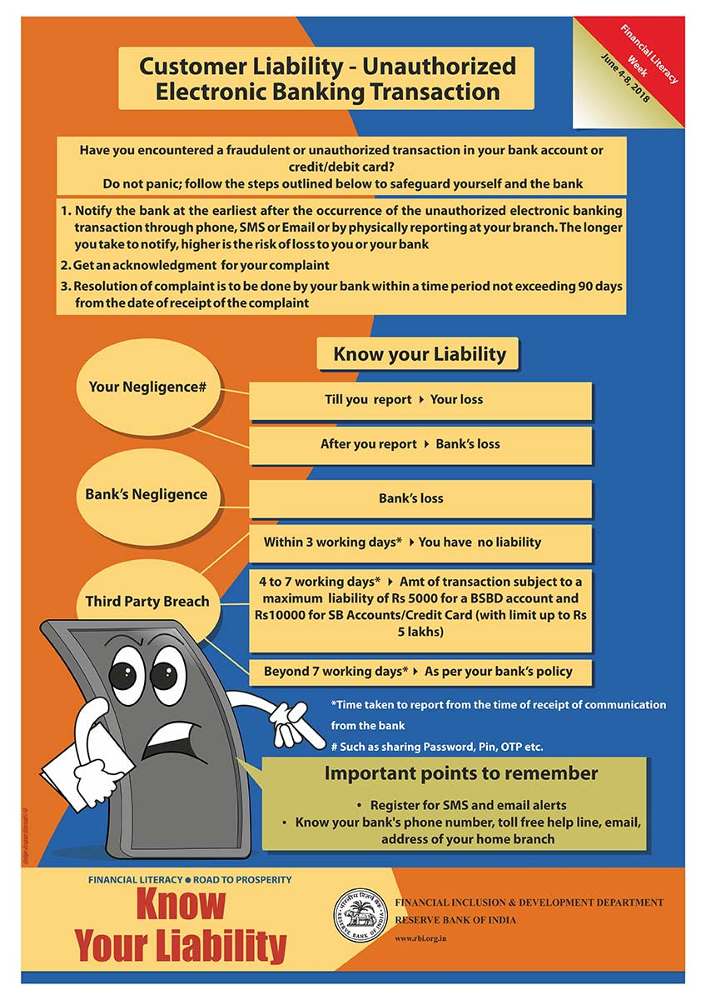 Financial Literacy
Week
June 4-8, 2018
Customer Liability - Unauthorized
Electronic Banking Transaction
Have you encountered a fraudulent or unauthorized transaction in your bank account or
credit/debit card?
Do not panic; follow the steps outlined below to safeguard yourself and the bank
1. Notify the bank at the earliest after the occurrence of the unauthorized electronic banking
transaction through phone, SMS or Email or by physically reporting at your branch. The longer
you take to notify, higher is the risk of loss to you or your bank
2. Get an acknowledgment for your complaint
3. Resolution of complaint is to be done by your bank within a time period not exceeding 90 days
from the date of receipt of the complaint
Know your Liability
Your Negligence#
Till you report ▸ Your loss
After you report ▸ Bank's loss
Bank's Negligence
Bank's loss
Third Party Breach
Within 3 working days* ▸ You have no liability
4 to 7 working days* ▸ Amt of transaction subject to a
maximum liability of Rs 5000 for a BSBD account and
Rs10000 for SB Accounts/Credit Card (with limit up to Rs
5 lakhs)
Beyond 7 working days* ▸ As per your bank's policy
*Time taken to report from the time of receipt of communication
from the bank
# Such as sharing Password, Pin, OTP etc.
Important points to remember
• Register for SMS and email alerts
• Know your bank's phone number, toll free help line, email,
address of your home branch
FINANCIAL LITERACY ● ROAD TO PROSPERITY
Know
Your Liability
भारतीय रिज़र्व बैंक
RESERVE BANK OF INDIA
FINANCIAL INCLUSION & DEVELOPMENT DEPARTMENT
RESERVE BANK OF INDIA
www.rbi.org.in